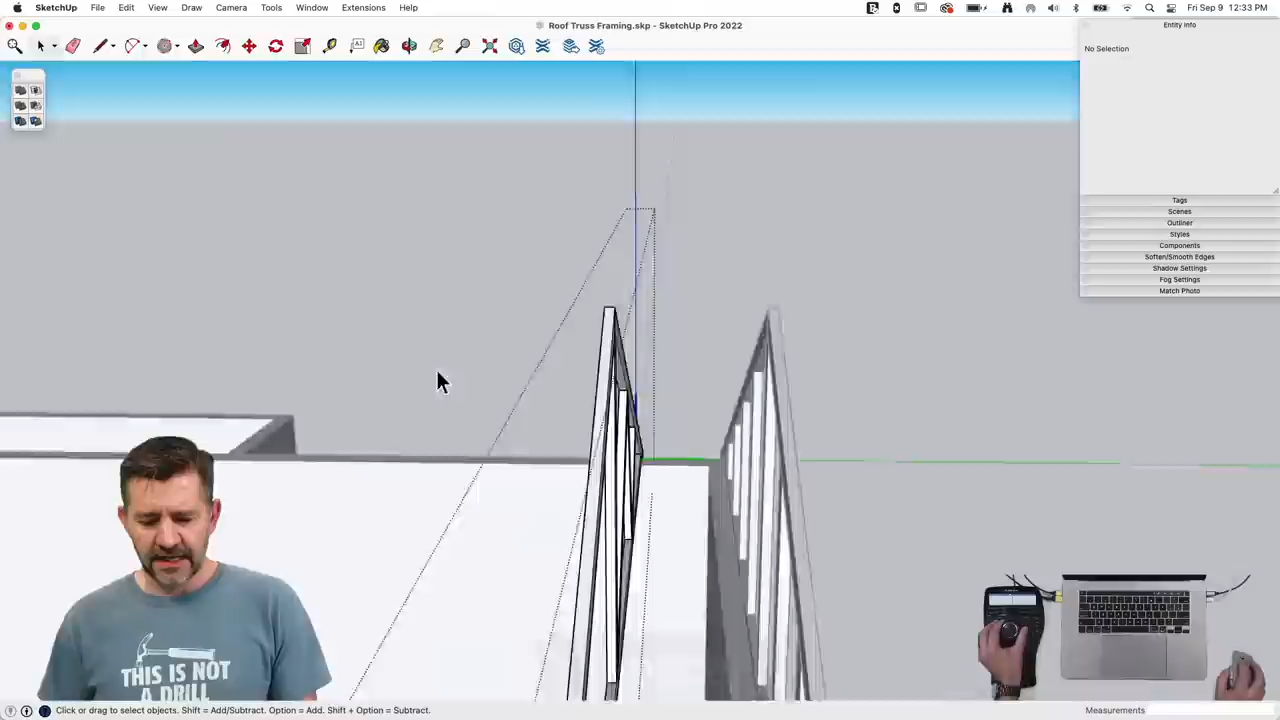 SketchUp File Edit View Draw Camera Tools Window Extensions Help Fri Sep 9 12:33 PM
Roof Truss Framing.skp - SketchUp Pro 2022
Entity Info
No Selection
Tags
Scenes
Outliner
Styles
Components
Soften/Smooth Edges
Shadow Settings
Fog Settings
Match Photo
THIS IS NOT
A DRILL
Click or drag to select objects. Shift = Add/Subtract. Option = Add. Shift + Option = Subtract.
Measurements